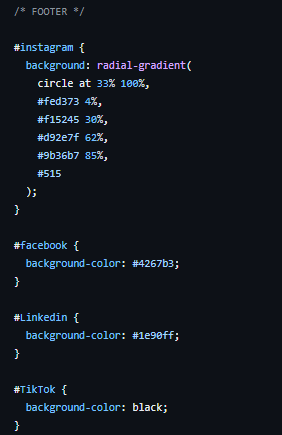 /* FOOTER */
#instagram {
background: radial-gradient(
circle at 33% 100%,
#fed373 4%,
#f15245 30%,
#d92e7f 62%,
#9b36b7 85%,
#515
);
}
#facebook {
background-color: #4267b3;
}
#Linkedin {
background-color: #1e90ff;
}
#TikTok {
background-color: black;
}